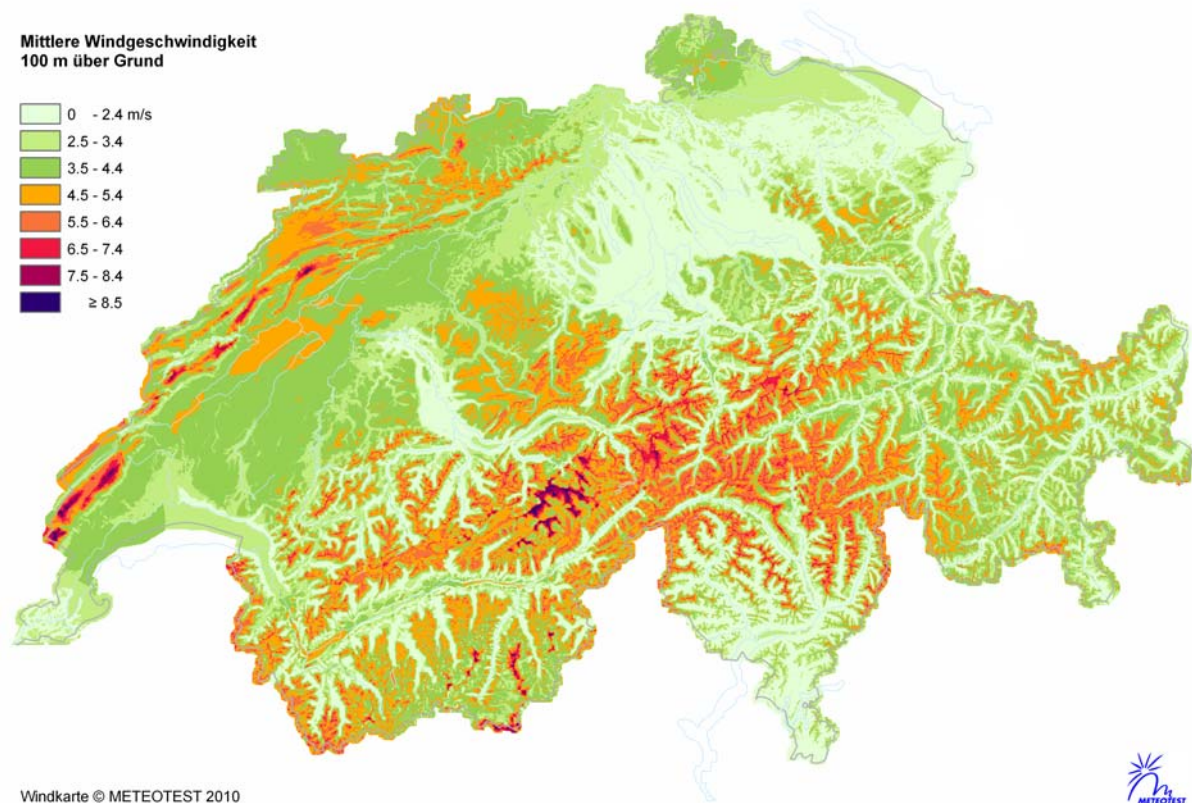 Mittlere Windgeschwindigkeit
100 m über Grund
0 - 2.4 m/s
2.5 - 3.4
3.5 - 4.4
4.5 - 5.4
5.5 - 6.4
6.5 - 7.4
7.5 - 8.4
≥ 8.5
Windkarte © METEOTEST 2010
METEOTEST